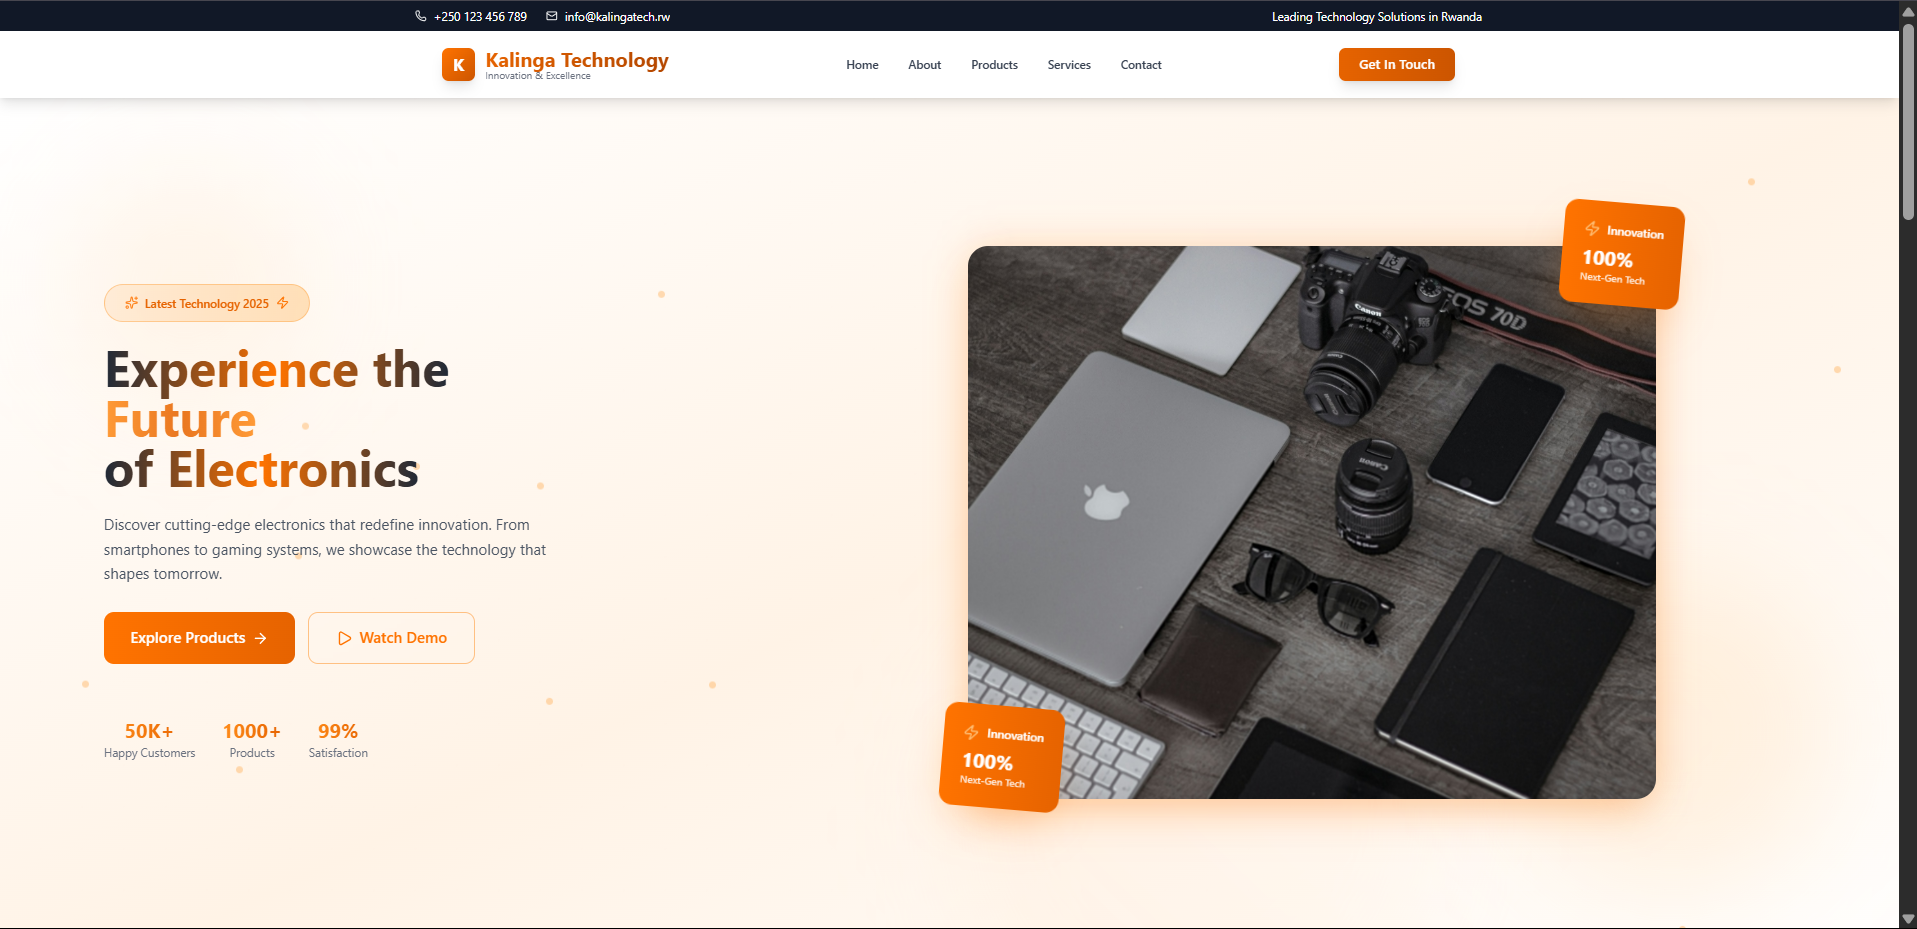 +250 123 456 789
info@kalingatech.rw
Leading Technology Solutions in Rwanda
K
Kalinga Technology
Innovation & Excellence
Home
About
Products
Services
Contact
Get In Touch
Latest Technology 2025
Experience the
Future
of Electronics
Discover cutting-edge electronics that redefine innovation. From
smartphones to gaming systems, we showcase the technology that
shapes tomorrow.
Explore Products
Watch Demo
50K+
Happy Customers
1000+
Products
99%
Satisfaction
Innovation
100%
Next-Gen Tech
Canon
EOS 70D
Canon
Innovation
100%
Next-Gen Tech